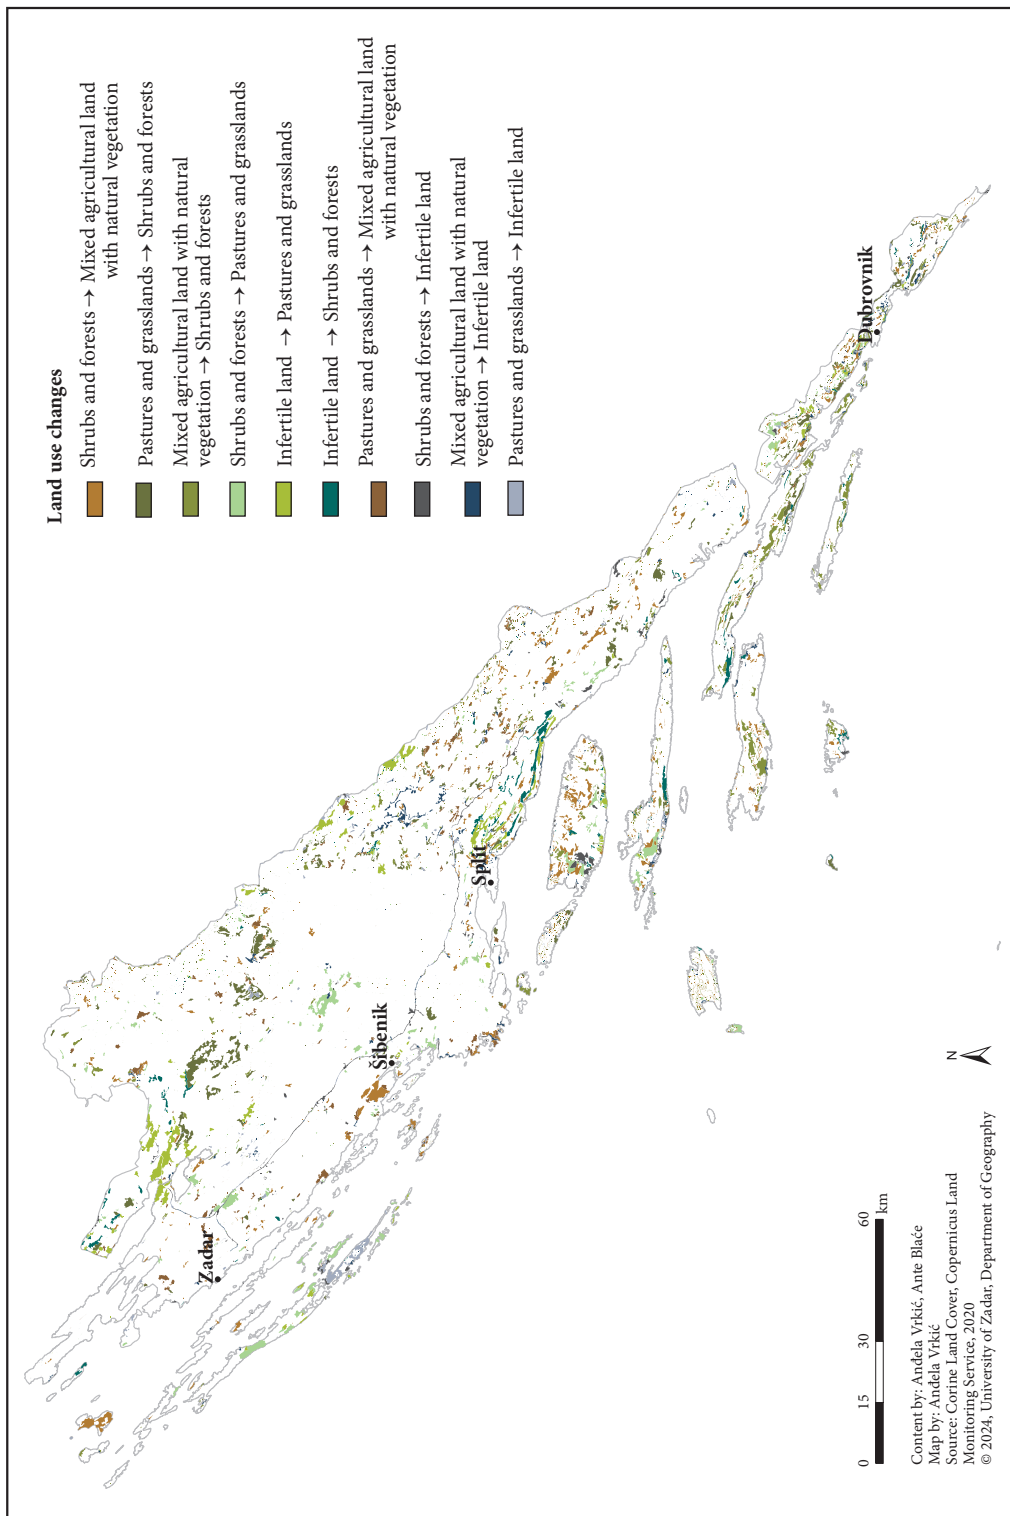 Land use changes
Shrubs and forests → Mixed agricultural land
with natural vegetation
Pastures and grasslands → Shrubs and forests
Mixed agricultural land with natural
vegetation → Shrubs and forests
Shrubs and forests → Pastures and grasslands
Infertile land → Pastures and grasslands
Infertile land → Shrubs and forests
Pastures and grasslands → Mixed agricultural land
with natural vegetation
Shrubs and forests → Infertile land
Mixed agricultural land with natural
vegetation → Infertile land
Pastures and grasslands → Infertile land
Zadar
Šibenik
Split
Dubrovnik
N
0 15 30 60
km
Content by: Anđela Vrkić, Ante Blaće
Map by: Anđela Vrkić
Source: Corine Land Cover, Copernicus Land
Monitoring Service, 2020
© 2024, University of Zadar, Department of Geography